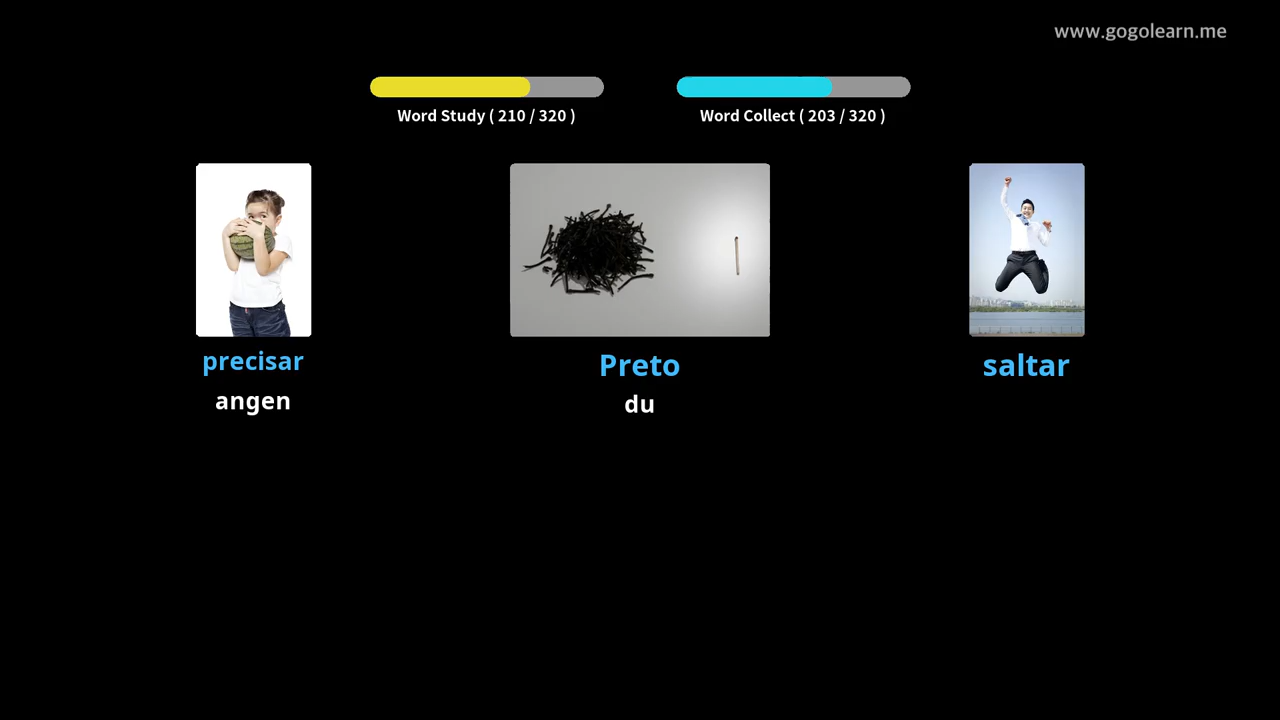 www.gogolearn.me
Word Study ( 210 / 320 )
Word Collect ( 203 / 320 )
precisar
angen
Preto
du
saltar